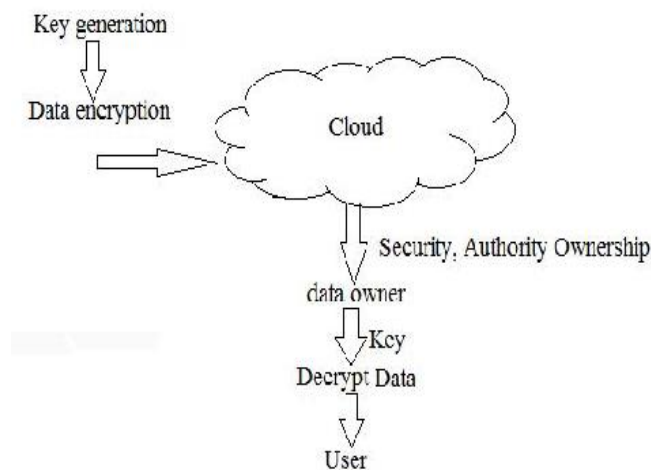 Key generation
Data encryption
Cloud
Security, Authority Ownership
data owner
Key
Decrypt Data
User